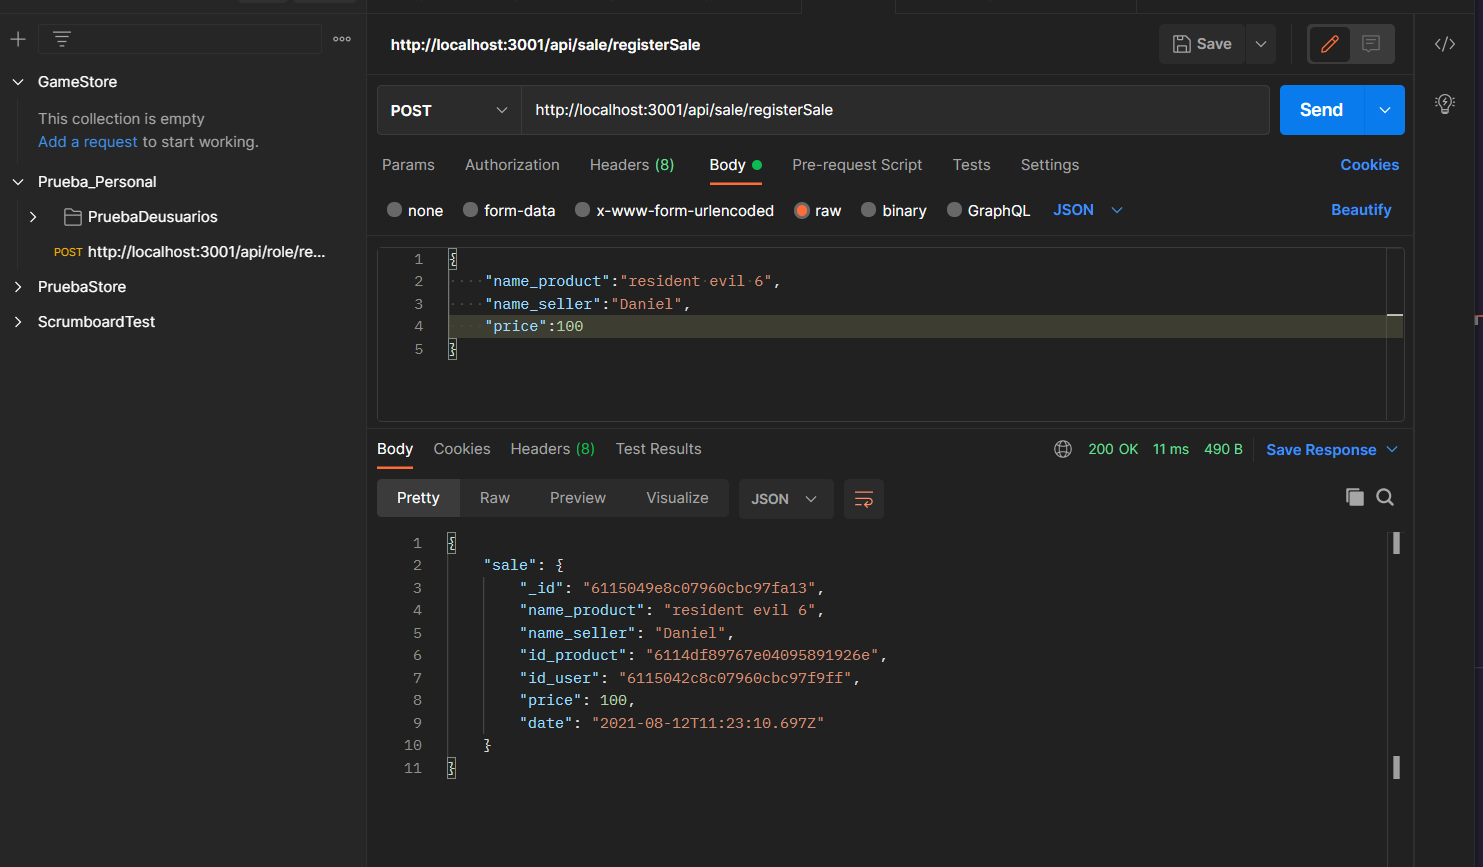 GameStore
This collection is empty
Add a request to start working.
Prueba_Personal
PruebaDeusuarios
POST http://localhost:3001/api/role/re...
PruebaStore
ScrumboardTest
http://localhost:3001/api/sale/registerSale
Save
POST
http://localhost:3001/api/sale/registerSale
Send
Params Authorization Headers (8) Body Pre-request Script Tests Settings Cookies
none form-data x-www-form-urlencoded raw binary GraphQL JSON Beautify
1 {
2 "name_product":"resident evil 6",
3 "name_seller":"Daniel",
4 "price":100
5 }
Body Cookies Headers (8) Test Results 200 OK 11 ms 490 B Save Response
Pretty Raw Preview Visualize JSON
1 {
2 "sale": {
3 "_id": "6115049e8c07960cbc97fa13",
4 "name_product": "resident evil 6",
5 "name_seller": "Daniel",
6 "id_product": "6114df89767e04095891926e",
7 "id_user": "6115042c8c07960cbc97f9ff",
8 "price": 100,
9 "date": "2021-08-12T11:23:10.697Z"
10 }
11 }